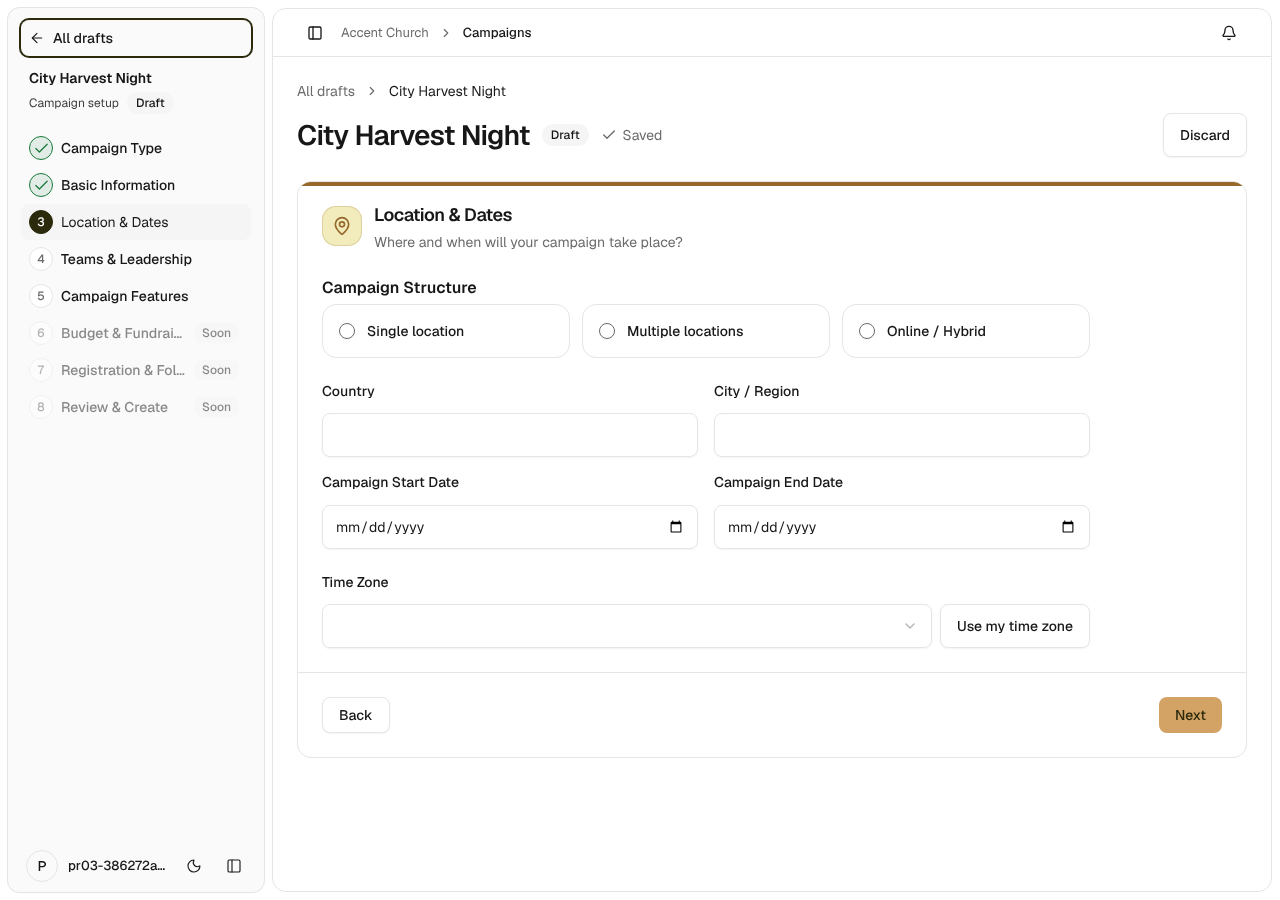 All drafts
City Harvest Night
Campaign setup Draft
Campaign Type
Basic Information
3 Location & Dates
4 Teams & Leadership
5 Campaign Features
6 Budget & Fundrai... Soon
7 Registration & Fol... Soon
8 Review & Create Soon
P pr03-386272a...
Accent Church > Campaigns
All drafts > City Harvest Night
City Harvest Night Draft Saved
Discard
Location & Dates
Where and when will your campaign take place?
Campaign Structure
Single location Multiple locations Online / Hybrid
Country City / Region
Campaign Start Date Campaign End Date
mm/dd/yyyy mm/dd/yyyy
Time Zone
Use my time zone
Back Next